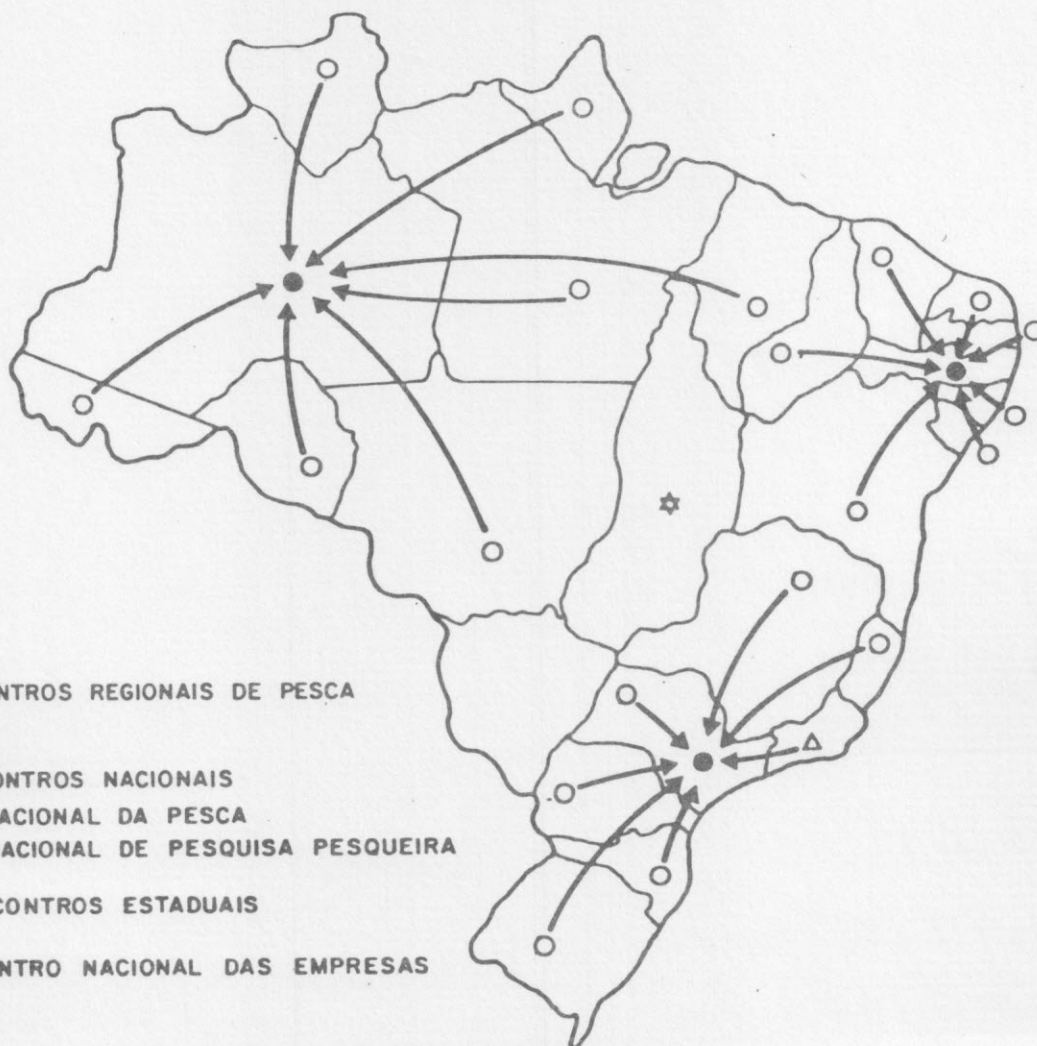 NTROS REGIONAIS DE PESCA
ONTROS NACIONAIS
ACIONAL DA PESCA
ACIONAL DE PESQUISA PESQUEIRA
CONTROS ESTADUAIS
NTRO NACIONAL DAS EMPRESAS